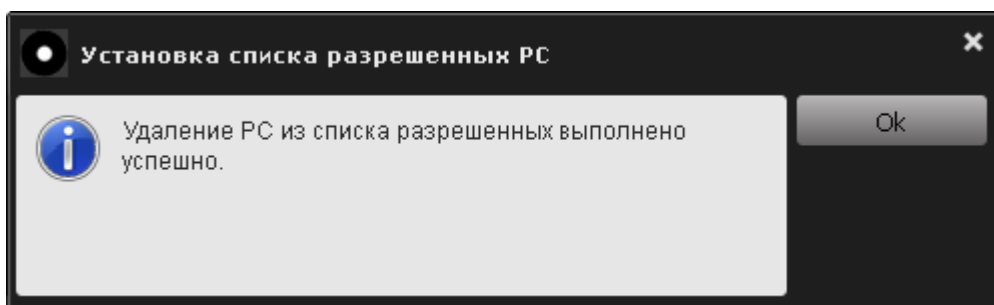 Установка списка разрешенных РС
Удаление РС из списка разрешенных выполнено
успешно.
Ok